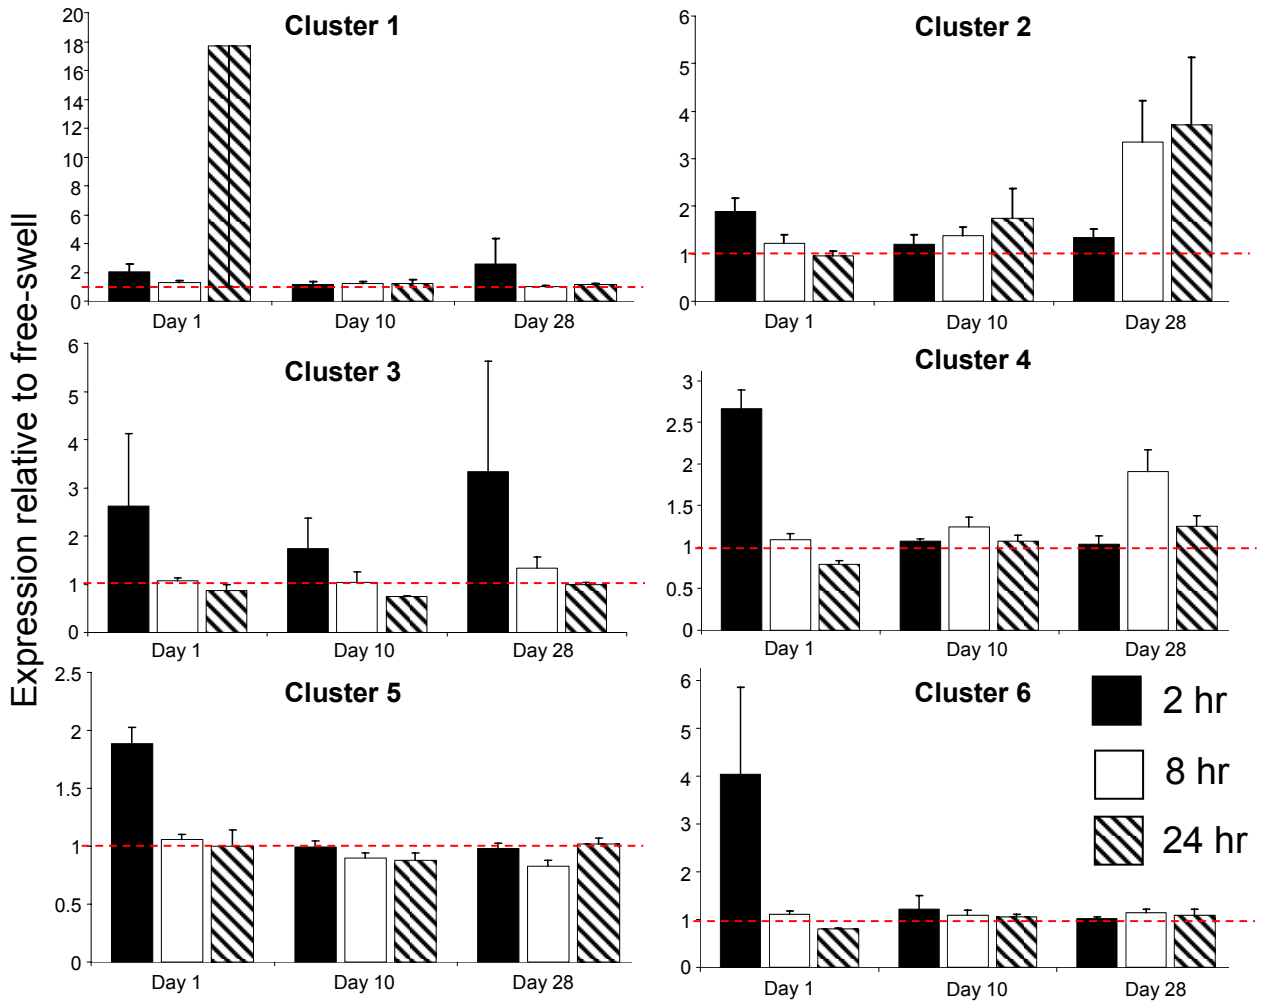 Expression relative to free-swell
Cluster 1
20
18
16
14
12
10
8
6
4
2
0
Day 1 Day 10 Day 28
Cluster 2
6
5
4
3
2
1
0
Day 1 Day 10 Day 28
Cluster 3
6
5
4
3
2
1
0
Day 1 Day 10 Day 28
Cluster 4
3
2.5
2
1.5
1
0.5
0
Day 1 Day 10 Day 28
Cluster 5
2.5
2
1.5
1
0.5
0
Day 1 Day 10 Day 28
Cluster 6
6
5
4
3
2
1
0
Day 1 Day 10 Day 28
2 hr
8 hr
24 hr